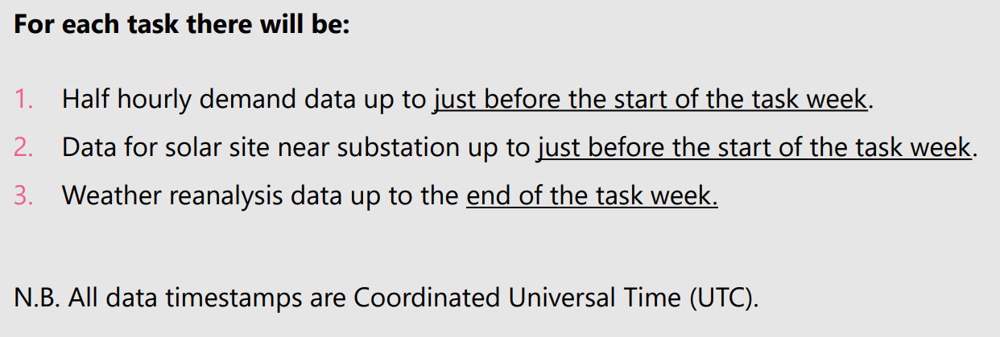 For each task there will be:
1. Half hourly demand data up to just before the start of the task week.
2. Data for solar site near substation up to just before the start of the task week.
3. Weather reanalysis data up to the end of the task week.
N.B. All data timestamps are Coordinated Universal Time (UTC).